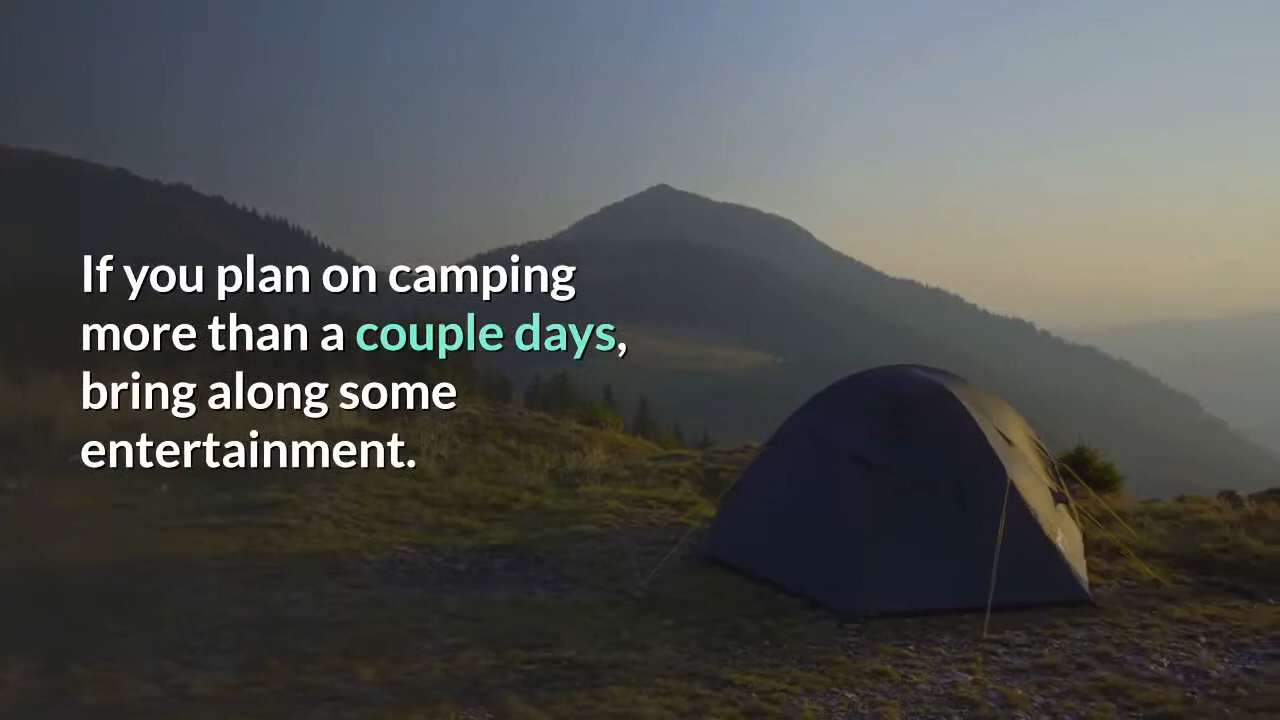 If you plan on camping
more than a couple days,
bring along some
entertainment.